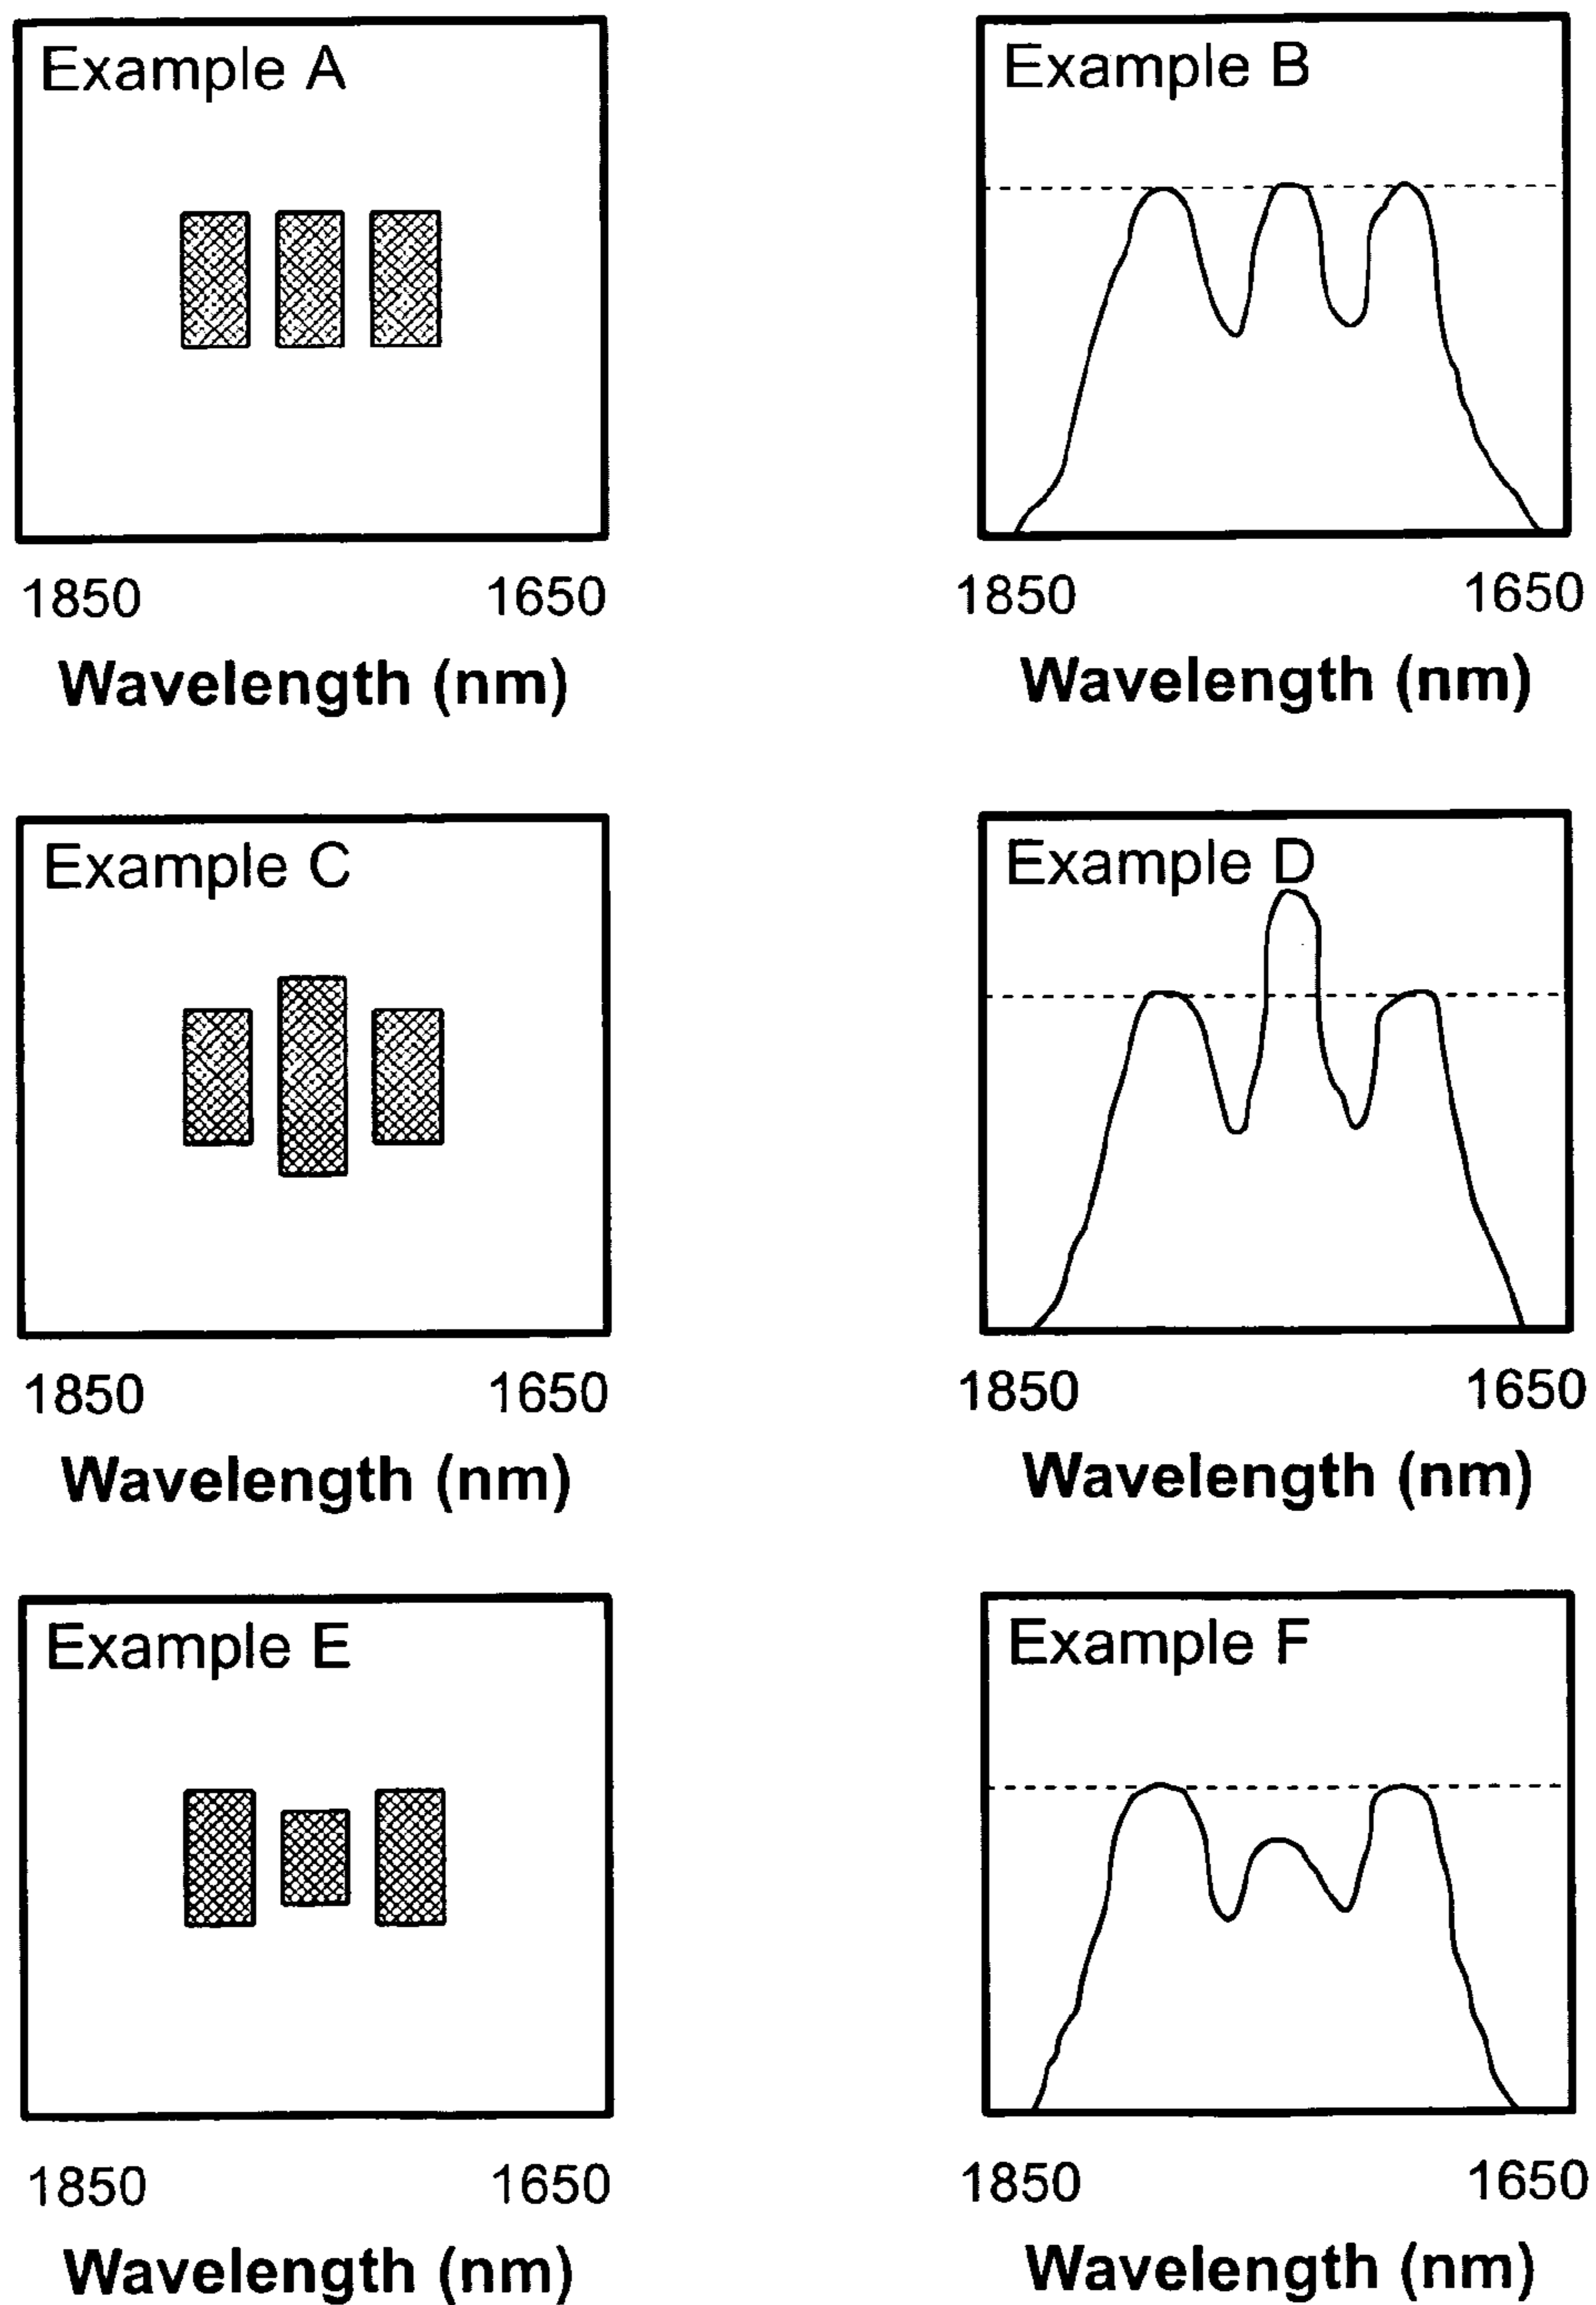 Example A
1850 1650
Wavelength (nm)
Example B
1850 1650
Wavelength (nm)
Example C
1850 1650
Wavelength (nm)
Example D
1850 1650
Wavelength (nm)
Example E
1850 1650
Wavelength (nm)
Example F
1850 1650
Wavelength (nm)